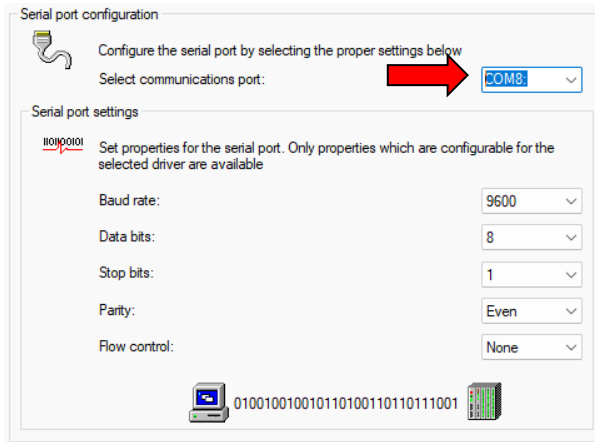 Serial port configuration
Configure the serial port by selecting the proper settings below
Select communications port:
COM8:
Serial port settings
1101100101
Set properties for the serial port. Only properties which are configurable for the
selected driver are available
Baud rate:
9600
Data bits:
8
Stop bits:
1
Parity:
Even
Flow control:
None
010010010010110100110110111001